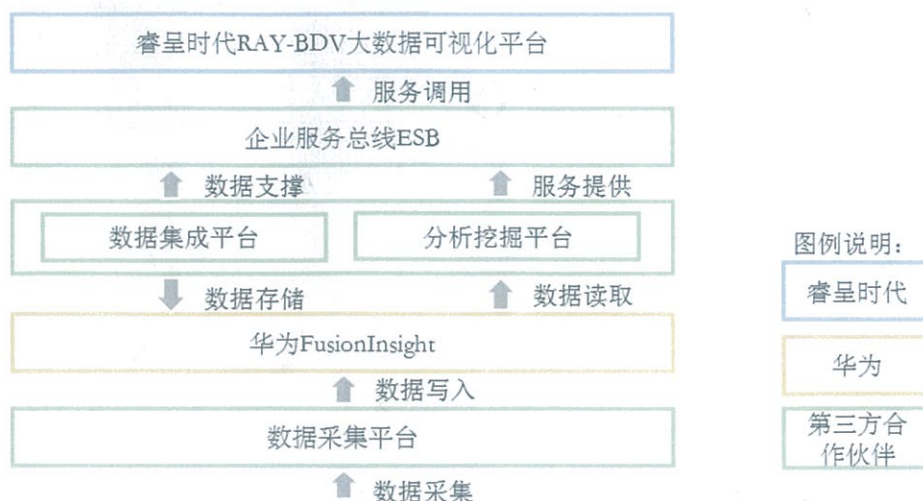 睿呈时代RAY-BDV大数据可视化平台
服务调用
企业服务总线ESB
数据支撑
服务提供
数据集成平台
分析挖掘平台
数据存储
数据读取
华为FusionInsight
数据写入
数据采集平台
数据采集
图例说明：
睿呈时代
华为
第三方合
作伙伴